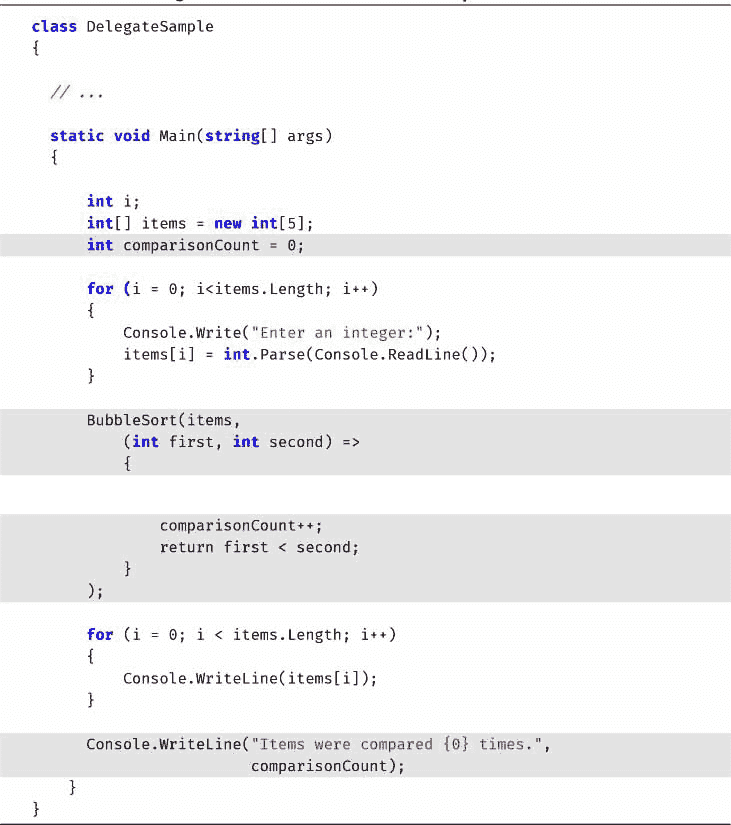 class DelegateSample
{
// ...
static void Main(string[] args)
{
int i;
int[] items = new int[5];
int comparisonCount = 0;
for (i = 0; i<items.Length; i++)
{
Console.Write("Enter an integer:");
items[i] = int.Parse(Console.ReadLine());
}
BubbleSort(items,
(int first, int second) =>
{
comparisonCount++;
return first < second;
}
);
for (i = 0; i < items.Length; i++)
{
Console.WriteLine(items[i]);
}
Console.WriteLine("Items were compared {0} times.",
comparisonCount);
}
}